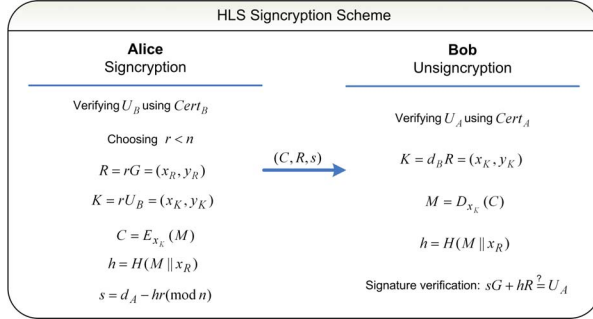 HLS Signcryption Scheme
Alice
Signcryption
Verifying U_B using Cert_B
Choosing r < n
R = rG = (x_R, y_R)
K = rU_B = (x_K, y_K)
C = E_{x_K}(M)
h = H(M || x_R)
s = d_A − hr(mod n)
(C, R, s)
Bob
Unsigncryption
Verifying U_A using Cert_A
K = d_B R = (x_K, y_K)
M = D_{x_K}(C)
h = H(M || x_R)
Signature verification: sG + hR ≟ U_A